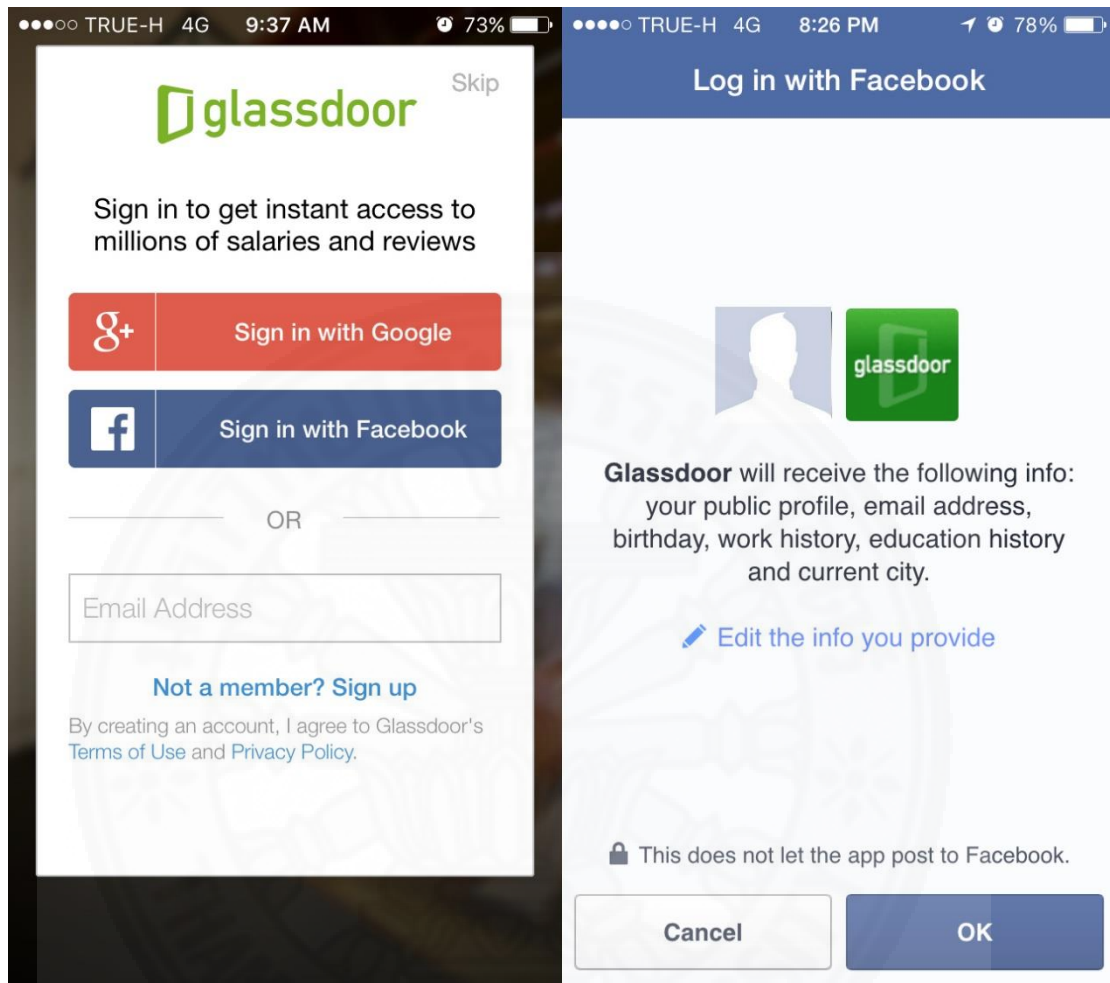 TRUE-H 4G 9:37 AM 73%
Skip
glassdoor
Sign in to get instant access to
millions of salaries and reviews
g+ Sign in with Google
f Sign in with Facebook
OR
Email Address
Not a member? Sign up
By creating an account, I agree to Glassdoor's
Terms of Use and Privacy Policy.
TRUE-H 4G 8:26 PM 78%
Log in with Facebook
glassdoor
Glassdoor will receive the following info:
your public profile, email address,
birthday, work history, education history
and current city.
Edit the info you provide
This does not let the app post to Facebook.
Cancel
OK